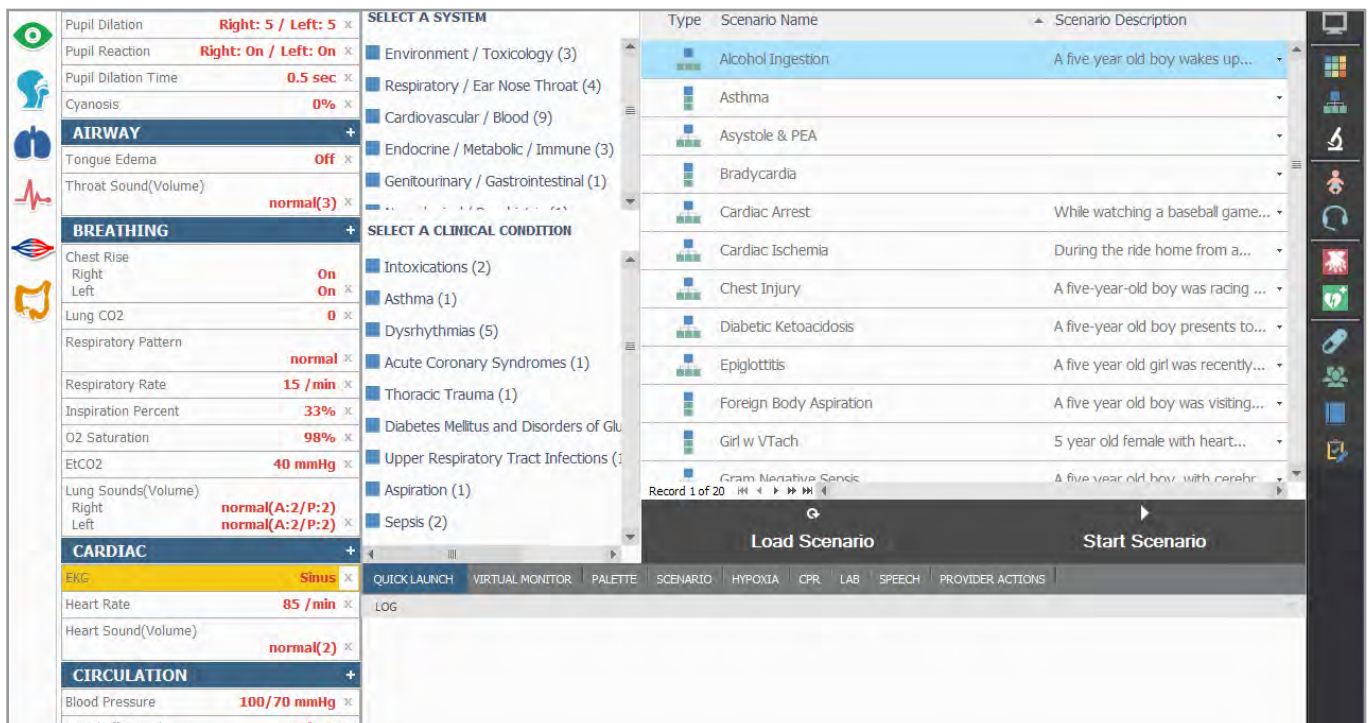 Pupil Dilation Right: 5 / Left: 5 x
Pupil Reaction Right: On / Left: On x
Pupil Dilation Time 0.5 sec x
Cyanosis 0% x
AIRWAY +
Tongue Edema Off x
Throat Sound(Volume)
normal(3) x
BREATHING +
Chest Rise
Right On
Left On x
Lung CO2 0 x
Respiratory Pattern
normal x
Respiratory Rate 15 /min x
Inspiration Percent 33% x
O2 Saturation 98% x
EtCO2 40 mmHg x
Lung Sounds(Volume)
Right normal(A:2/P:2)
Left normal(A:2/P:2) x
CARDIAC +
EKG Sinus x
Heart Rate 85 /min x
Heart Sound(Volume)
normal(2) x
CIRCULATION +
Blood Pressure 100/70 mmHg x
SELECT A SYSTEM
Environment / Toxicology (3)
Respiratory / Ear Nose Throat (4)
Cardiovascular / Blood (9)
Endocrine / Metabolic / Immune (3)
Genitourinary / Gastrointestinal (1)
SELECT A CLINICAL CONDITION
Intoxications (2)
Asthma (1)
Dysrhythmias (5)
Acute Coronary Syndromes (1)
Thoracic Trauma (1)
Diabetes Mellitus and Disorders of Glu
Upper Respiratory Tract Infections (1
Aspiration (1)
Sepsis (2)
Type Scenario Name Scenario Description
Alcohol Ingestion A five year old boy wakes up...
Asthma
Asystole & PEA
Bradycardia
Cardiac Arrest While watching a baseball game...
Cardiac Ischemia During the ride home from a...
Chest Injury A five-year-old boy was racing ...
Diabetic Ketoacidosis A five-year old boy presents to...
Epiglottitis A five year old girl was recently...
Foreign Body Aspiration A five year old boy was visiting...
Girl w VTach 5 year old female with heart...
Gram Negative Sepsis A five year old boy, with cerebr...
Record 1 of 20
Load Scenario Start Scenario
QUICK LAUNCH VIRTUAL MONITOR PALETTE SCENARIO HYPOXIA CPR LAB SPEECH PROVIDER ACTIONS
LOG